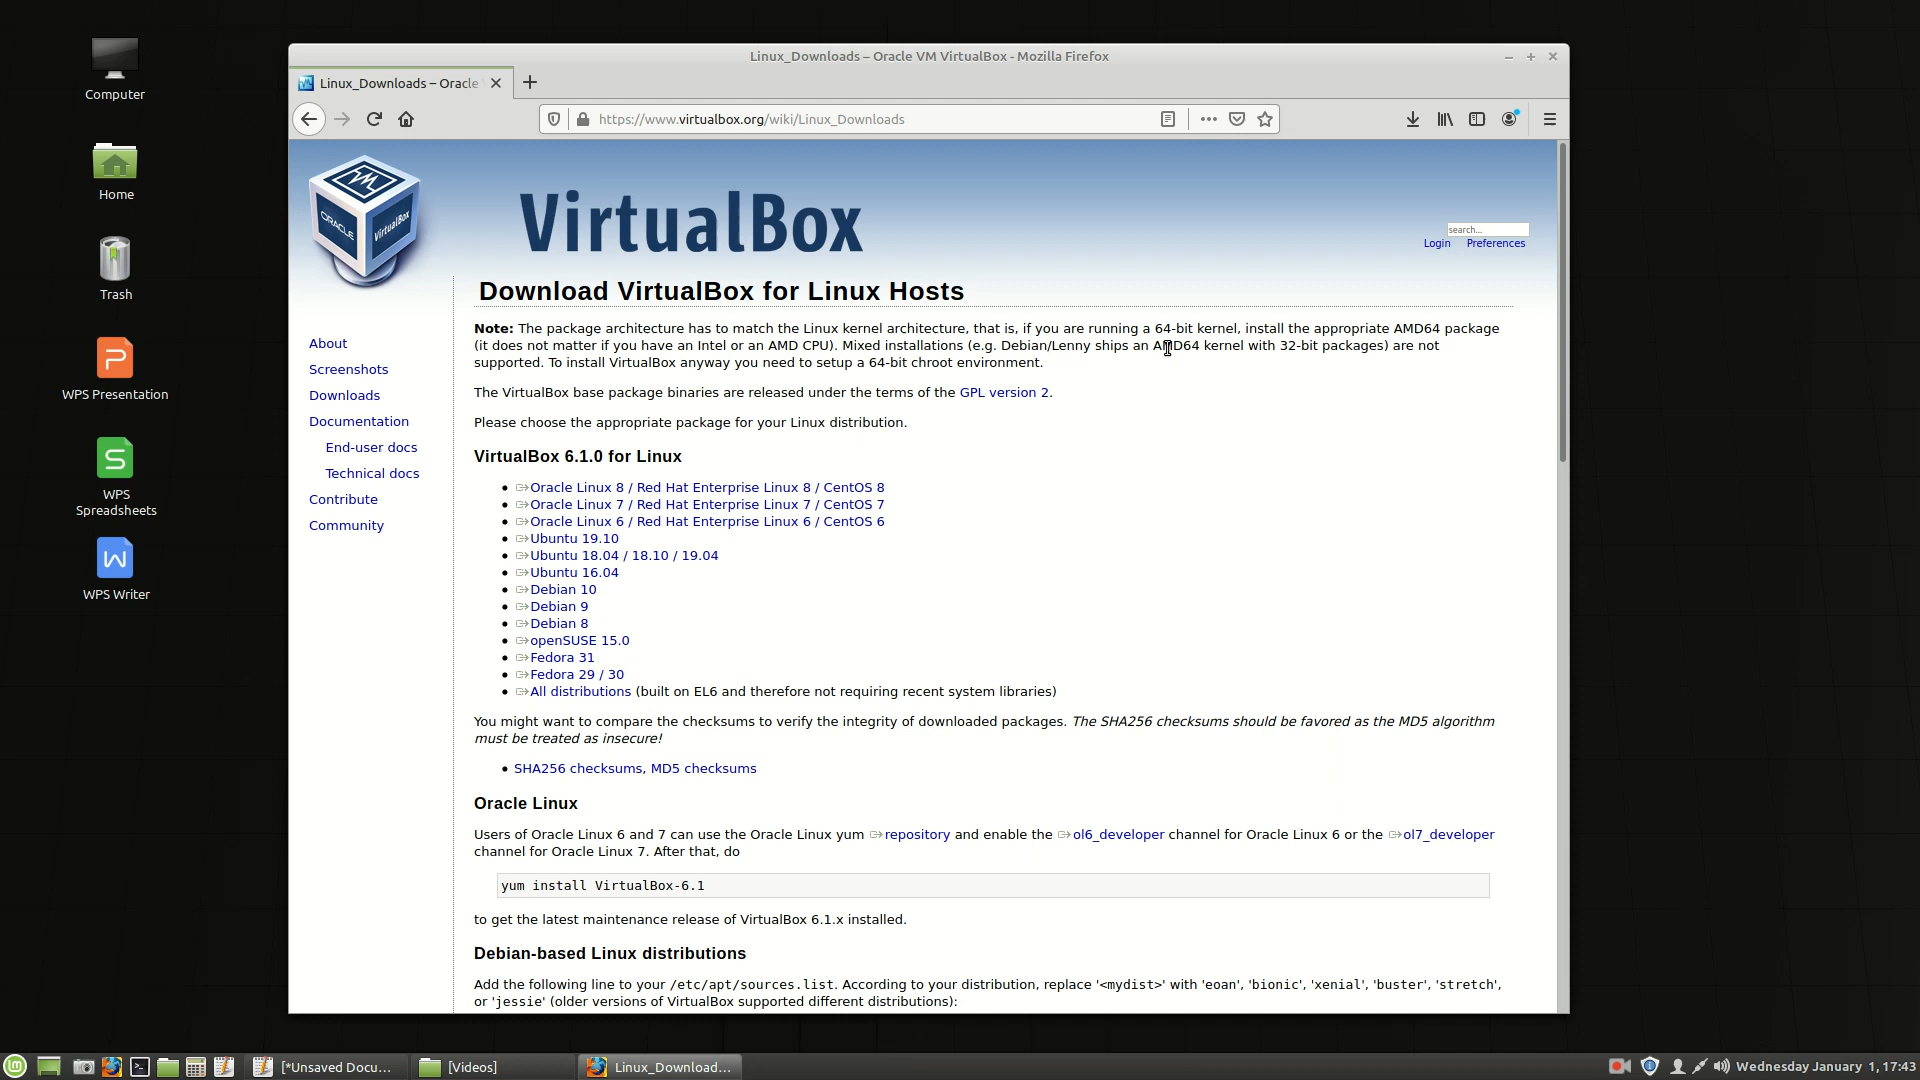 Computer
Home
Trash
WPS Presentation
WPS
Spreadsheets
WPS Writer
Linux_Downloads – Oracle VM VirtualBox - Mozilla Firefox
Linux_Downloads – Oracle
https://www.virtualbox.org/wiki/Linux_Downloads
ORACLE
VirtualBox
VirtualBox
search...
Login Preferences
About
Screenshots
Downloads
Documentation
End-user docs
Technical docs
Contribute
Community
Download VirtualBox for Linux Hosts
Note: The package architecture has to match the Linux kernel architecture, that is, if you are running a 64-bit kernel, install the appropriate AMD64 package
(it does not matter if you have an Intel or an AMD CPU). Mixed installations (e.g. Debian/Lenny ships an AMD64 kernel with 32-bit packages) are not
supported. To install VirtualBox anyway you need to setup a 64-bit chroot environment.
The VirtualBox base package binaries are released under the terms of the GPL version 2.
Please choose the appropriate package for your Linux distribution.
VirtualBox 6.1.0 for Linux
Oracle Linux 8 / Red Hat Enterprise Linux 8 / CentOS 8
Oracle Linux 7 / Red Hat Enterprise Linux 7 / CentOS 7
Oracle Linux 6 / Red Hat Enterprise Linux 6 / CentOS 6
Ubuntu 19.10
Ubuntu 18.04 / 18.10 / 19.04
Ubuntu 16.04
Debian 10
Debian 9
Debian 8
openSUSE 15.0
Fedora 31
Fedora 29 / 30
All distributions (built on EL6 and therefore not requiring recent system libraries)
You might want to compare the checksums to verify the integrity of downloaded packages. The SHA256 checksums should be favored as the MD5 algorithm
must be treated as insecure!
SHA256 checksums, MD5 checksums
Oracle Linux
Users of Oracle Linux 6 and 7 can use the Oracle Linux yum repository and enable the ol6_developer channel for Oracle Linux 6 or the ol7_developer
channel for Oracle Linux 7. After that, do
yum install VirtualBox-6.1
to get the latest maintenance release of VirtualBox 6.1.x installed.
Debian-based Linux distributions
Add the following line to your /etc/apt/sources.list. According to your distribution, replace '<mydist>' with 'eoan', 'bionic', 'xenial', 'buster', 'stretch',
or 'jessie' (older versions of VirtualBox supported different distributions):
[*Unsaved Docu...
[Videos]
Linux_Download...
Wednesday January 1, 17:43